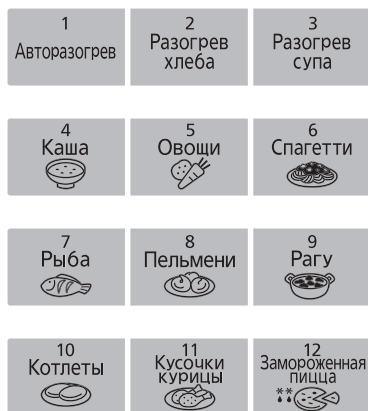 1
Авторазогрев
2
Разогрев
хлеба
3
Разогрев
супа
4
Каша
5
Овощи
6
Спагетти
7
Рыба
8
Пельмени
9
Рагу
10
Котлеты
11
Кусочки
курицы
12
Замороженная
пицца